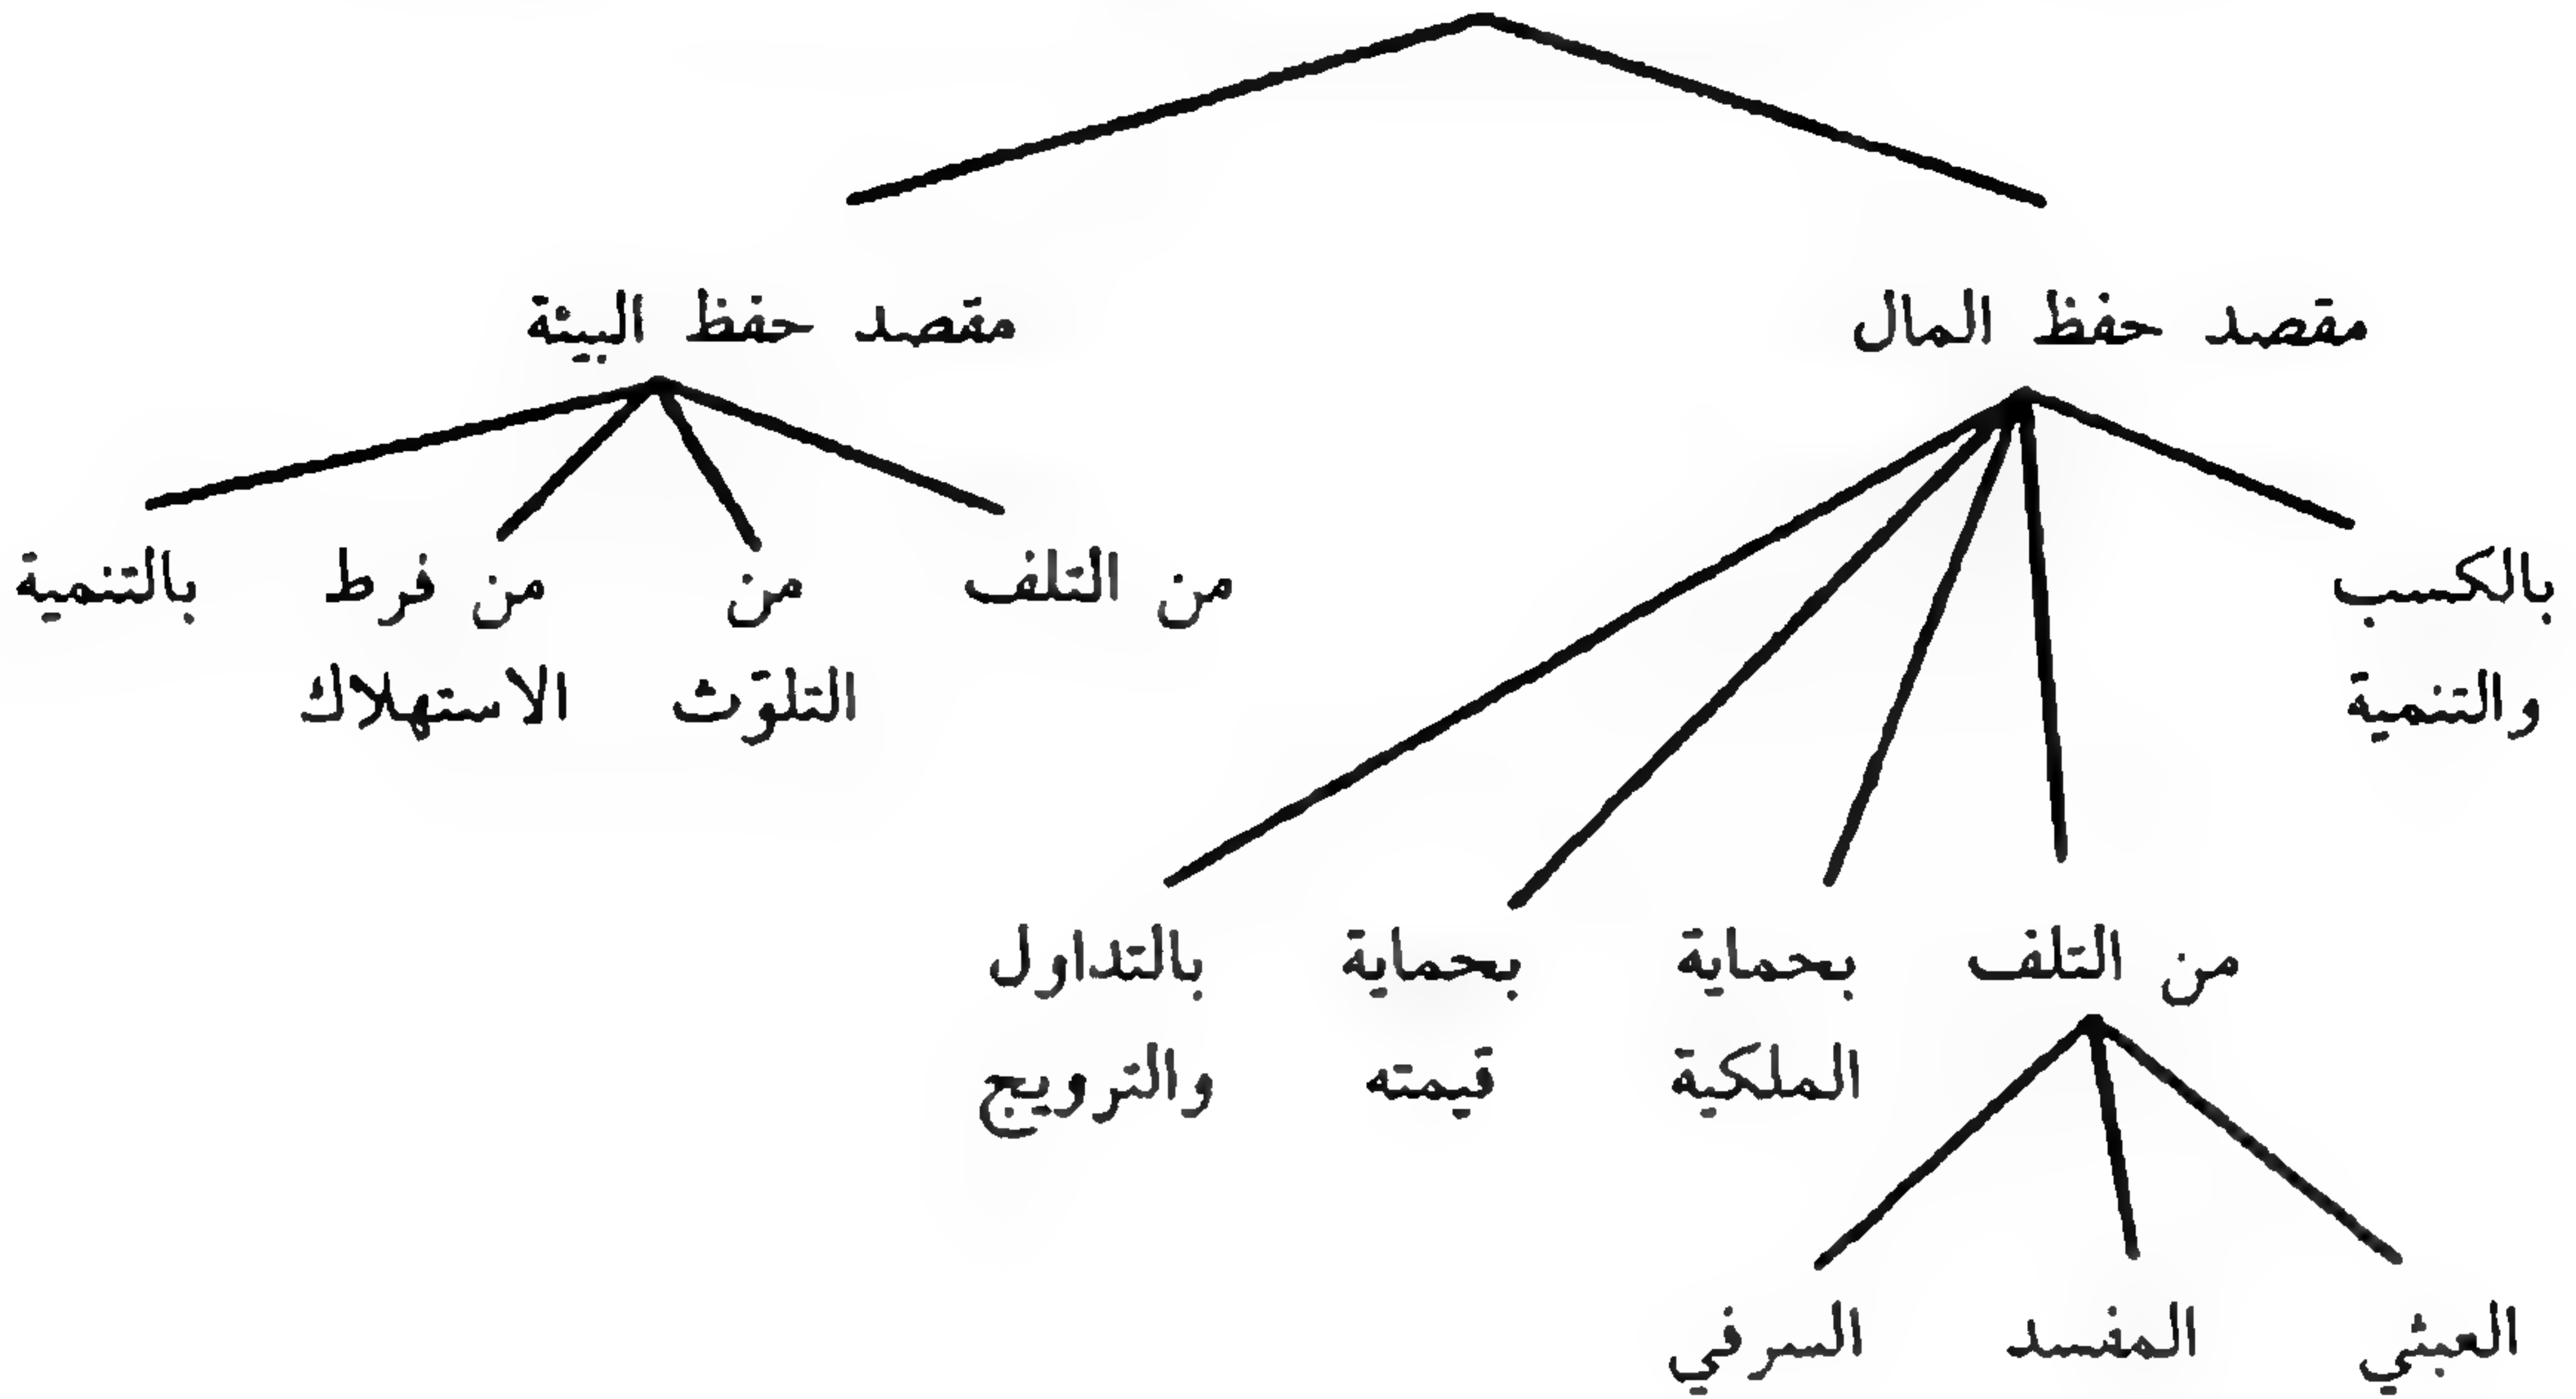 مقصد حفظ المال
مقصد حفظ البيئة
بالكسب
والتنمية
من التلف
من
التلوّث
من فرط
الاستهلاك
بالتنمية
من التلف
بحماية
الملكية
بحماية
قيمته
بالتداول
والترويج
العبثي
المفسد
السرفي